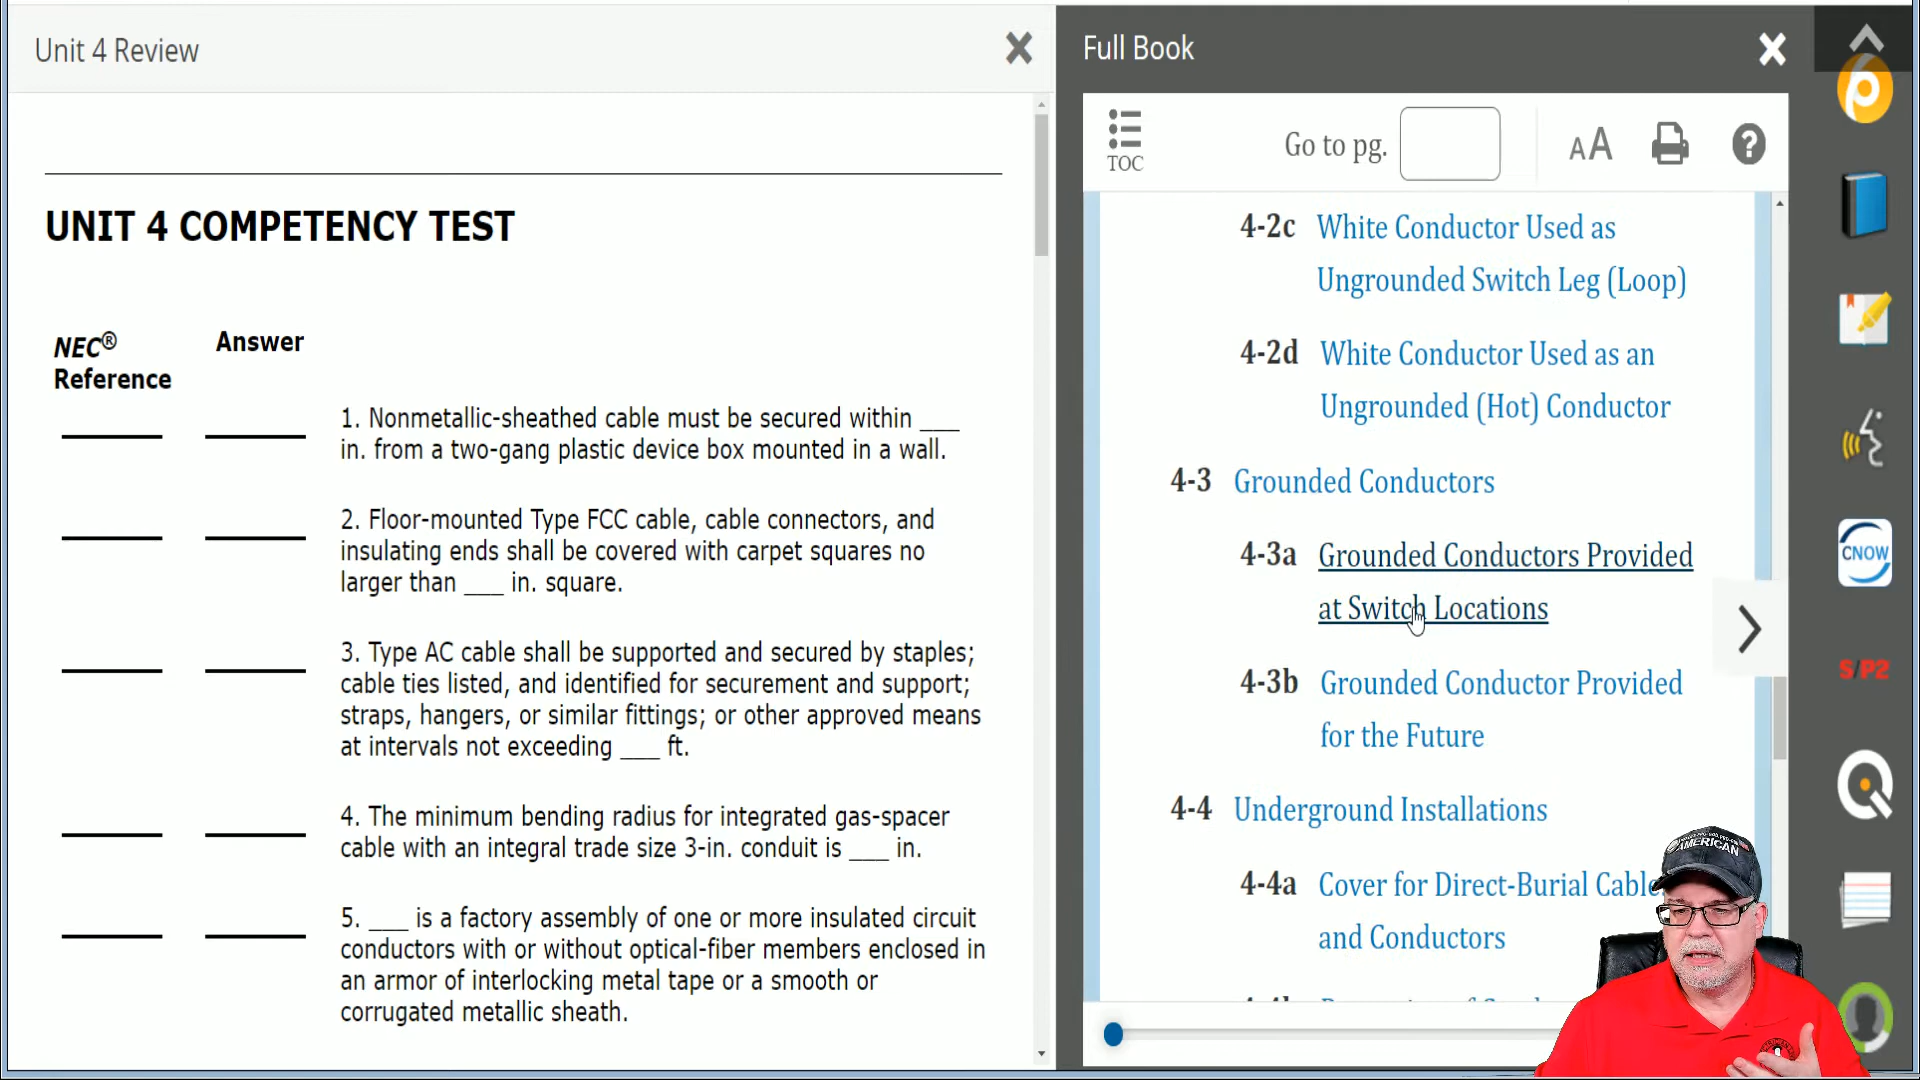 Unit 4 Review
UNIT 4 COMPETENCY TEST
NEC® Answer
Reference
1. Nonmetallic-sheathed cable must be secured within ___
in. from a two-gang plastic device box mounted in a wall.
2. Floor-mounted Type FCC cable, cable connectors, and
insulating ends shall be covered with carpet squares no
larger than ___ in. square.
3. Type AC cable shall be supported and secured by staples;
cable ties listed, and identified for securement and support;
straps, hangers, or similar fittings; or other approved means
at intervals not exceeding ___ ft.
4. The minimum bending radius for integrated gas-spacer
cable with an integral trade size 3-in. conduit is ___ in.
5. ___ is a factory assembly of one or more insulated circuit
conductors with or without optical-fiber members enclosed in
an armor of interlocking metal tape or a smooth or
corrugated metallic sheath.
Full Book
TOC
Go to pg.
AA
4-2c White Conductor Used as
Ungrounded Switch Leg (Loop)
4-2d White Conductor Used as an
Ungrounded (Hot) Conductor
4-3 Grounded Conductors
4-3a Grounded Conductors Provided
at Switch Locations
4-3b Grounded Conductor Provided
for the Future
4-4 Underground Installations
4-4a Cover for Direct-Burial Cable
and Conductors
CNOW
S/P2
AMERICAN